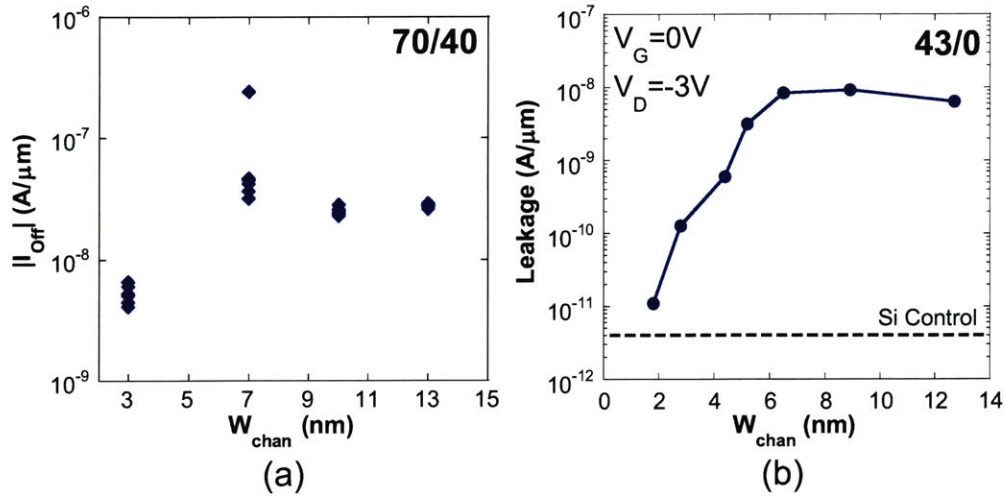 10⁻⁶
70/40
10⁻⁷
10⁻⁸
10⁻⁹
|I_Off| (A/μm)
3 5 7 9 11 13 15
W_chan (nm)
(a)
10⁻⁷
V_G=0V
43/0
V_D=-3V
10⁻⁸
10⁻⁹
10⁻¹⁰
10⁻¹¹
Si Control
10⁻¹²
Leakage (A/μm)
0 2 4 6 8 10 12 14
W_chan (nm)
(b)